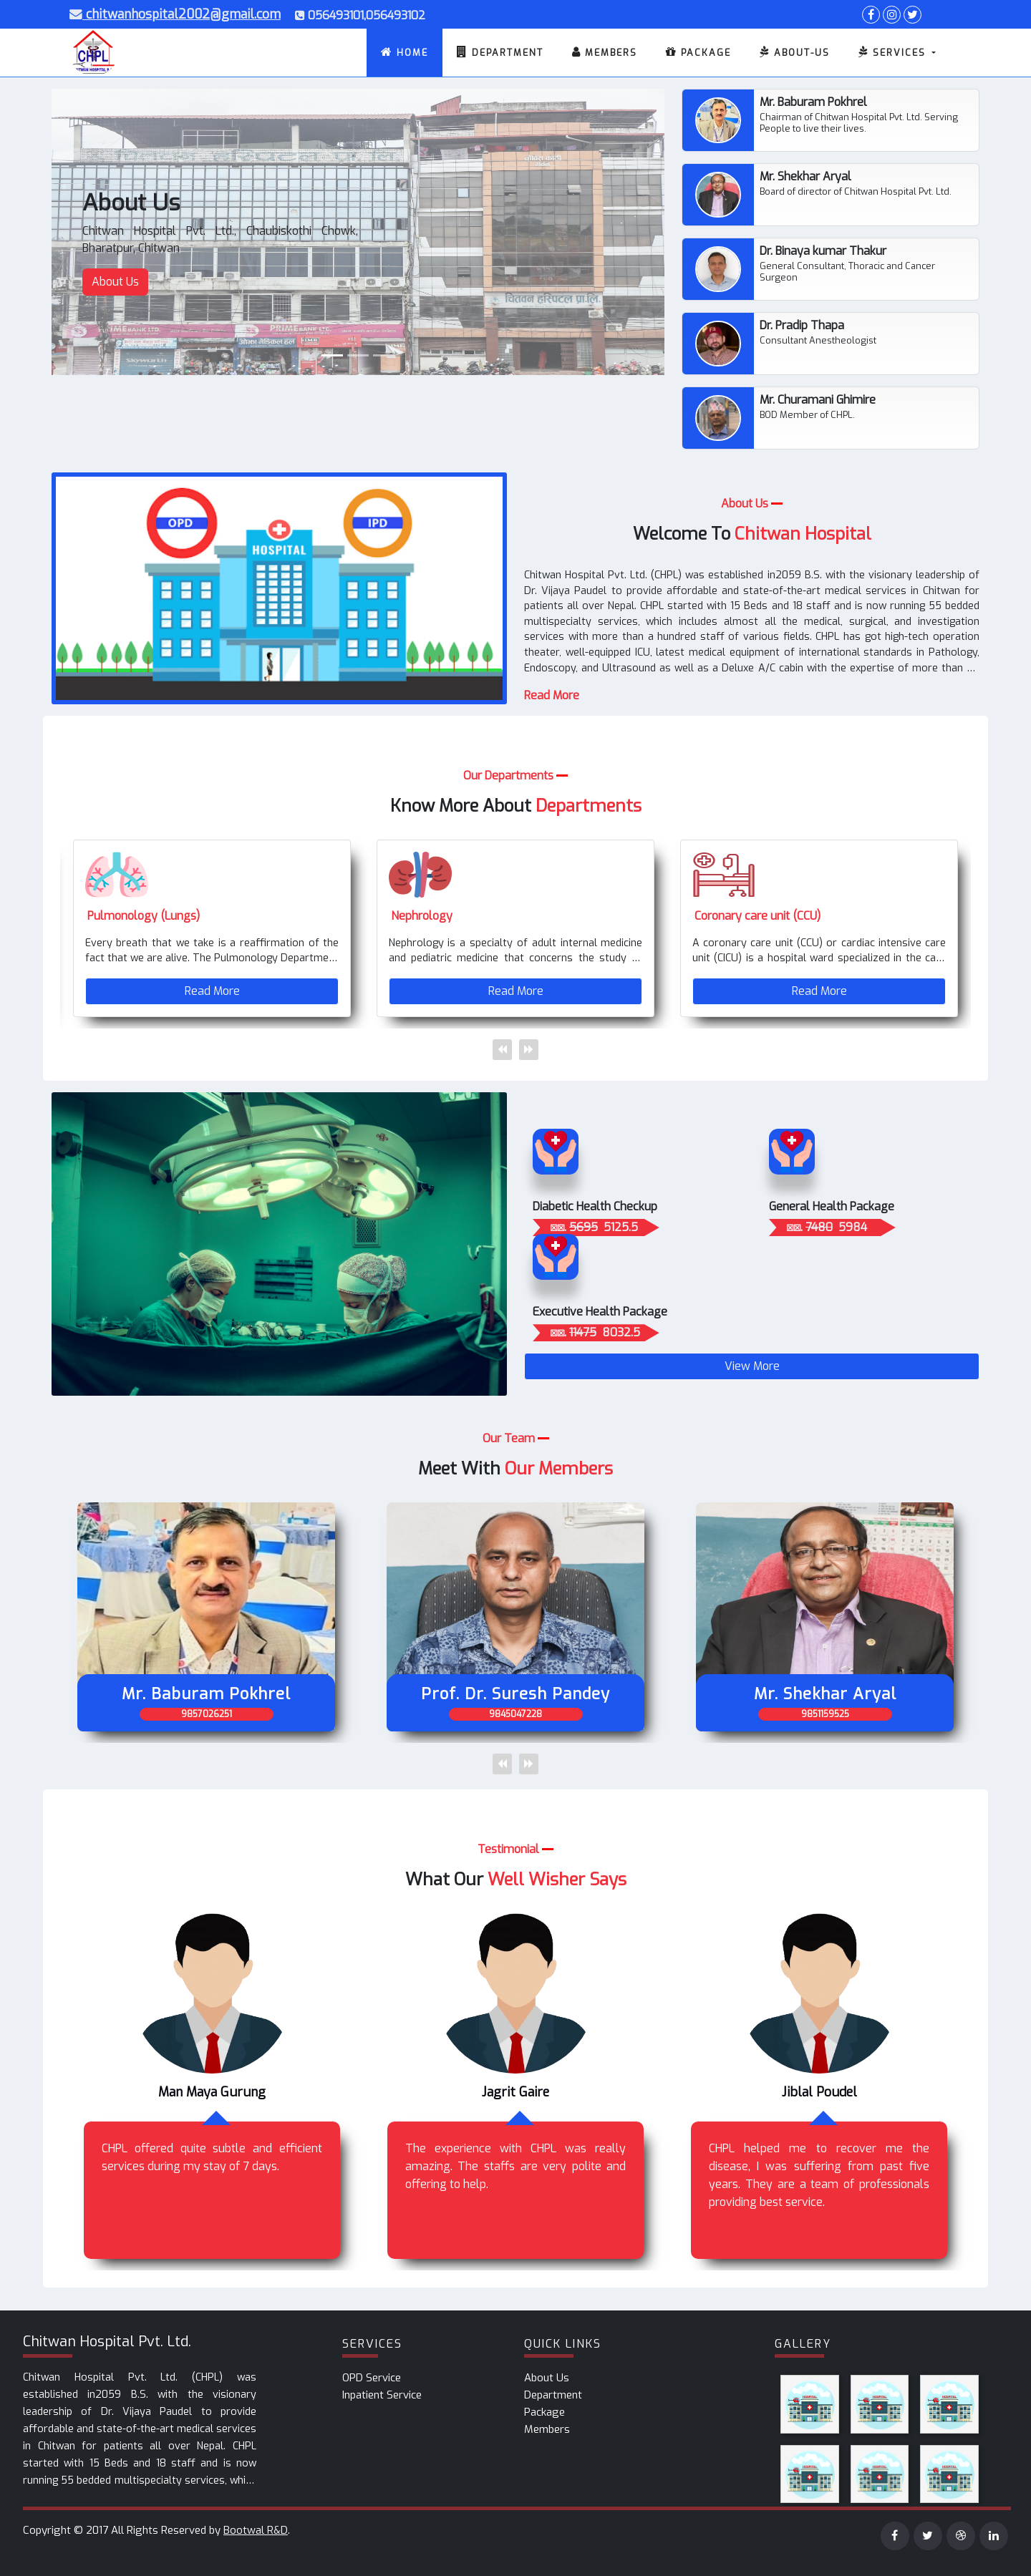 chitwanhospital2002@gmail.com 056493101,056493102
CHPL
HOME DEPARTMENT MEMBERS PACKAGE ABOUT-US SERVICES
About Us
Chitwan Hospital Pvt. Ltd., Chaubiskothi Chowk,
Bharatpur, Chitwan
About Us
चितवन हस्पिटल प्रा.लि.
IME BANK LTD.
PRIME BANK LTD.
Skyworth
Mr. Baburam Pokhrel
Chairman of Chitwan Hospital Pvt. Ltd. Serving
People to live their lives.
Mr. Shekhar Aryal
Board of director of Chitwan Hospital Pvt. Ltd.
Dr. Binaya kumar Thakur
General Consultant, Thoracic and Cancer
Surgeon
Dr. Pradip Thapa
Consultant Anestheologist
Mr. Churamani Ghimire
BOD Member of CHPL.
OPD
IPD
HOSPITAL
About Us
Welcome To Chitwan Hospital
Chitwan Hospital Pvt. Ltd. (CHPL) was established in2059 B.S. with the visionary leadership of
Dr. Vijaya Paudel to provide affordable and state-of-the-art medical services in Chitwan for
patients all over Nepal. CHPL started with 15 Beds and 18 staff and is now running 55 bedded
multispecialty services, which includes almost all the medical, surgical, and investigation
services with more than a hundred staff of various fields. CHPL has got high-tech operation
theater, well-equipped ICU, latest medical equipment of international standards in Pathology,
Endoscopy, and Ultrasound as well as a Deluxe A/C cabin with the expertise of more than ...
Read More
Our Departments
Know More About Departments
Pulmonology (Lungs)
Every breath that we take is a reaffirmation of the
fact that we are alive. The Pulmonology Departme...
Read More
Nephrology
Nephrology is a specialty of adult internal medicine
and pediatric medicine that concerns the study ...
Read More
Coronary care unit (CCU)
A coronary care unit (CCU) or cardiac intensive care
unit (CICU) is a hospital ward specialized in the ca...
Read More
Diabetic Health Checkup
5695 5125.5
General Health Package
7480 5984
Executive Health Package
11475 8032.5
View More
Our Team
Meet With Our Members
Mr. Baburam Pokhrel
9857026251
Prof. Dr. Suresh Pandey
9845047228
Mr. Shekhar Aryal
9851159525
Testimonial
What Our Well Wisher Says
Man Maya Gurung
CHPL offered quite subtle and efficient
services during my stay of 7 days.
Jagrit Gaire
The experience with CHPL was really
amazing. The staffs are very polite and
offering to help.
Jiblal Poudel
CHPL helped me to recover me the
disease, I was suffering from past five
years. They are a team of professionals
providing best service.
Chitwan Hospital Pvt. Ltd.
Chitwan Hospital Pvt. Ltd. (CHPL) was
established in2059 B.S. with the visionary
leadership of Dr. Vijaya Paudel to provide
affordable and state-of-the-art medical services
in Chitwan for patients all over Nepal. CHPL
started with 15 Beds and 18 staff and is now
running 55 bedded multispecialty services, whi...
SERVICES
OPD Service
Inpatient Service
QUICK LINKS
About Us
Department
Package
Members
GALLERY
Copyright © 2017 All Rights Reserved by Bootwal R&D.